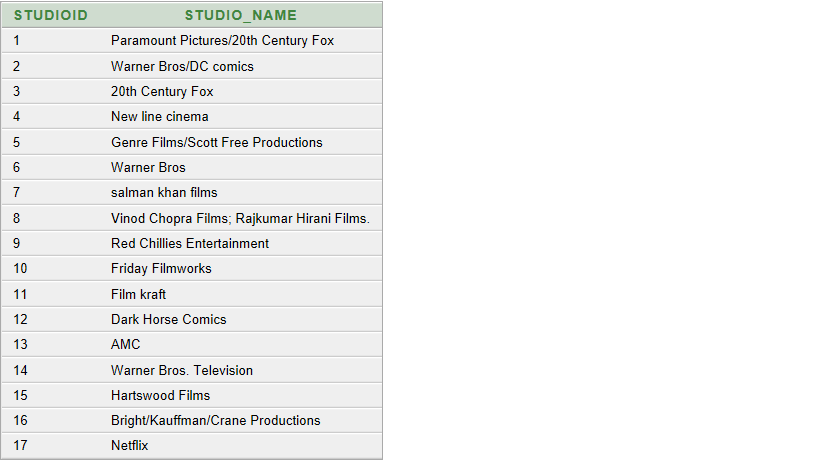 STUDIOID STUDIO_NAME
1 Paramount Pictures/20th Century Fox
2 Warner Bros/DC comics
3 20th Century Fox
4 New line cinema
5 Genre Films/Scott Free Productions
6 Warner Bros
7 salman khan films
8 Vinod Chopra Films; Rajkumar Hirani Films.
9 Red Chillies Entertainment
10 Friday Filmworks
11 Film kraft
12 Dark Horse Comics
13 AMC
14 Warner Bros. Television
15 Hartswood Films
16 Bright/Kauffman/Crane Productions
17 Netflix